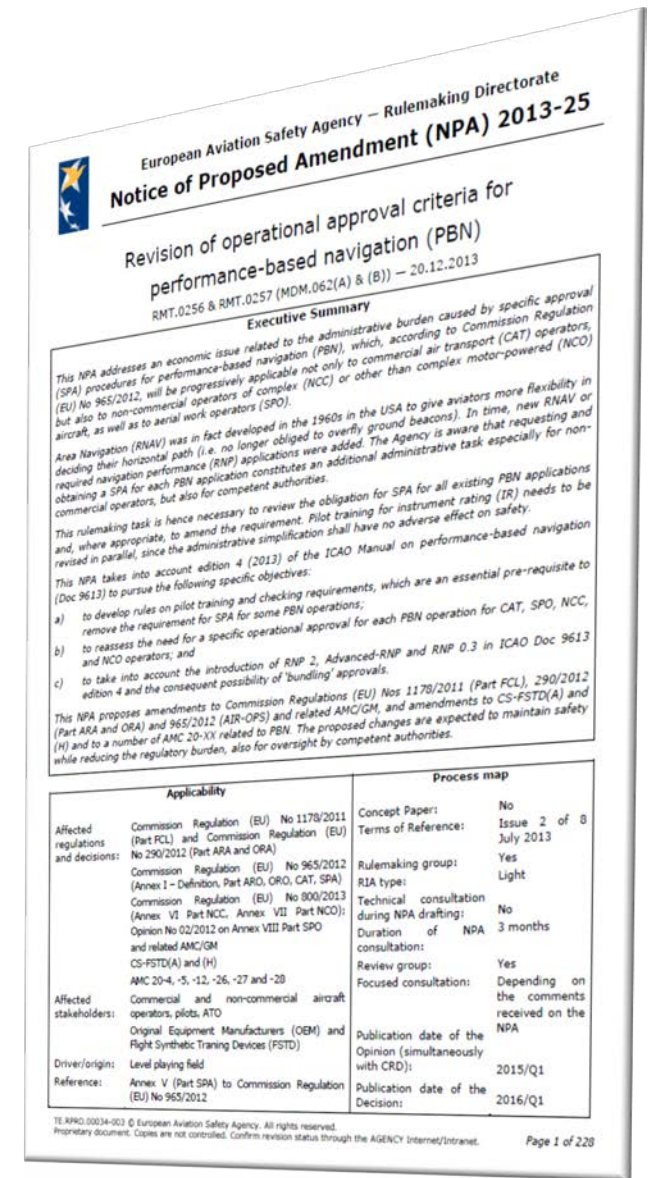 European Aviation Safety Agency — Rulemaking Directorate
Notice of Proposed Amendment (NPA) 2013-25
Revision of operational approval criteria for
performance-based navigation (PBN)
RMT.0256 & RMT.0257 (MDM.062(A) & (B)) — 20.12.2013
Executive Summary
This NPA addresses an economic issue related to the administrative burden caused by specific approval
(SPA) procedures for performance-based navigation (PBN), which, according to Commission Regulation
(EU) No 965/2012, will be progressively applicable not only to commercial air transport (CAT) operators,
but also to non-commercial operators of complex (NCC) or other than complex motor-powered (NCO)
aircraft, as well as to aerial work operators (SPO).
Area Navigation (RNAV) was in fact developed in the 1960s in the USA to give aviators more flexibility in
deciding their horizontal path (i.e. no longer obliged to overfly ground beacons). In time, new RNAV or
required navigation performance (RNP) applications were added. The Agency is aware that requesting and
obtaining a SPA for each PBN application constitutes an additional administrative task especially for non-
commercial operators, but also for competent authorities.
This rulemaking task is hence necessary to review the obligation for SPA for all existing PBN applications
and, where appropriate, to amend the requirement. Pilot training for instrument rating (IR) needs to be
revised in parallel, since the administrative simplification shall have no adverse effect on safety.
This NPA takes into account edition 4 (2013) of the ICAO Manual on performance-based navigation
(Doc 9613) to pursue the following specific objectives:
a) to develop rules on pilot training and checking requirements, which are an essential pre-requisite to
remove the requirement for SPA for some PBN operations;
b) to reassess the need for a specific operational approval for each PBN operation for CAT, SPO, NCC,
and NCO operators; and
c) to take into account the introduction of RNP 2, Advanced-RNP and RNP 0.3 in ICAO Doc 9613
edition 4 and the consequent possibility of 'bundling' approvals.
This NPA proposes amendments to Commission Regulations (EU) Nos 1178/2011 (Part FCL), 290/2012
(Part ARA and ORA) and 965/2012 (AIR-OPS) and related AMC/GM, and amendments to CS-FSTD(A) and
(H) and to a number of AMC 20-XX related to PBN. The proposed changes are expected to maintain safety
while reducing the regulatory burden, also for oversight by competent authorities.
Applicability
Affected regulations and decisions:
Commission Regulation (EU) No 1178/2011
(Part FCL) and Commission Regulation (EU)
No 290/2012 (Part ARA and ORA)
Commission Regulation (EU) No 965/2012
(Annex I – Definition, Part ARO, ORO, CAT, SPA)
Commission Regulation (EU) No 800/2013
(Annex VI Part NCC, Annex VII Part NCO);
Opinion No 02/2012 on Annex VIII Part SPO
and related AMC/GM
CS-FSTD(A) and (H)
AMC 20-4, -5, -12, -26, -27 and -28
Affected stakeholders:
Commercial and non-commercial aircraft
operators, pilots, ATO
Original Equipment Manufacturers (OEM) and
Flight Synthetic Traning Devices (FSTD)
Driver/origin: Level playing field
Reference: Annex V (Part SPA) to Commission Regulation
(EU) No 965/2012
Process map
Concept Paper: No
Terms of Reference: Issue 2 of 8
July 2013
Rulemaking group: Yes
RIA type: Light
Technical consultation
during NPA drafting: No
Duration of NPA
consultation: 3 months
Review group: Yes
Focused consultation: Depending on
the comments
received on the
NPA
Publication date of the
Opinion (simultaneously
with CRD): 2015/Q1
Publication date of the
Decision: 2016/Q1
TE.RPRO.00034-003 © European Aviation Safety Agency. All rights reserved.
Proprietary document. Copies are not controlled. Confirm revision status through the AGENCY Internet/Intranet.
Page 1 of 228